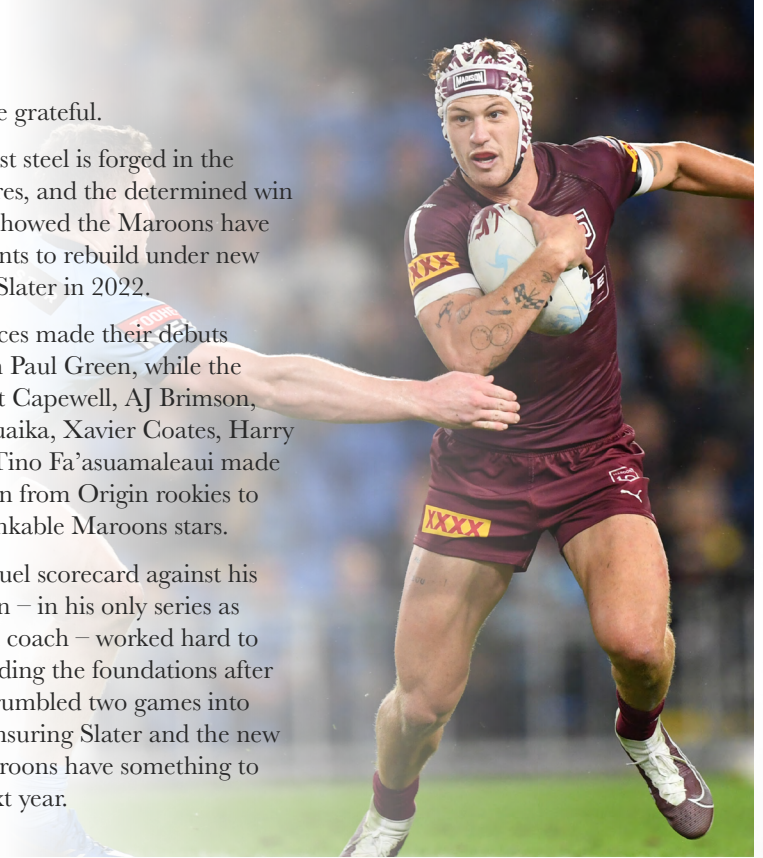 e grateful.
st steel is forged in the
res, and the determined win
howed the Maroons have
nts to rebuild under new
Slater in 2022.
ces made their debuts
n Paul Green, while the
t Capewell, AJ Brimson,
uaika, Xavier Coates, Harry
Tino Fa’asuamaleaui made
n from Origin rookies to
nkable Maroons stars.
uel scorecard against his
n – in his only series as
coach – worked hard to
ding the foundations after
rumbled two games into
nsuring Slater and the new
roons have something to
xt year.
MADISON
XXXX
XXXX